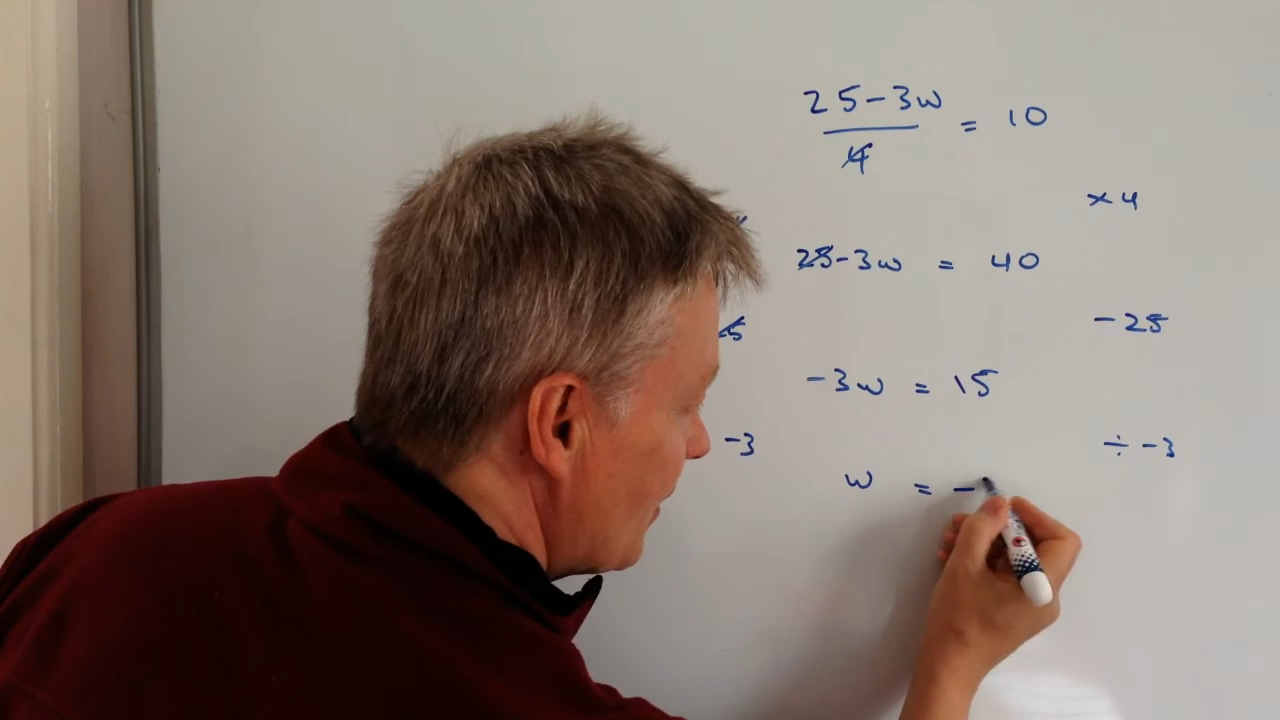 25-3w
4 = 10
× 4
25-3w = 40
-25
-3w = 15
-3 ÷ -3
w = -